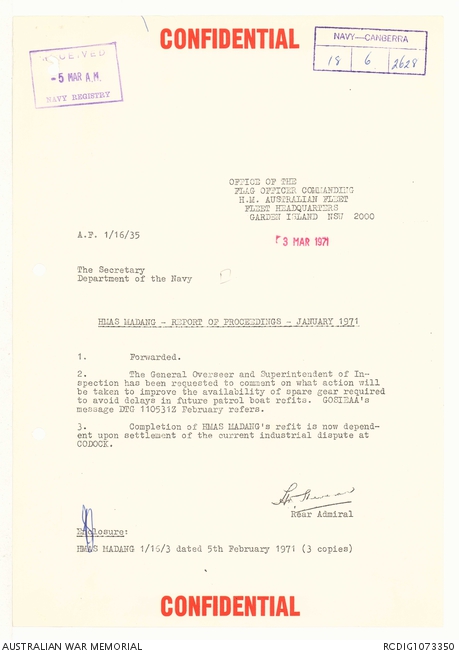 CONFIDENTIAL
NAVY—CANBERRA
18 6 2628
RECEIVED
-5 MAR A.M.
NAVY REGISTRY
OFFICE OF THE
FLAG OFFICER COMMANDING
H.M. AUSTRALIAN FLEET
FLEET HEADQUARTERS
GARDEN ISLAND NSW 2000
A.F. 1/16/35
3 MAR 1971
The Secretary
Department of the Navy
HMAS MADANG - REPORT OF PROCEEDINGS - JANUARY 1971
1. Forwarded.
2. The General Overseer and Superintendent of In-
spection has been requested to comment on what action will
be taken to improve the availability of spare gear required
to avoid delays in future patrol boat refits. GOSIEAA's
message DTG 110531Z February refers.
3. Completion of HMAS MADANG's refit is now depend-
ent upon settlement of the current industrial dispute at
CODOCK.
Rear Admiral
Enclosure:
HMAS MADANG 1/16/3 dated 5th February 1971 (3 copies)
CONFIDENTIAL
AUSTRALIAN WAR MEMORIAL
RCDIG1073350